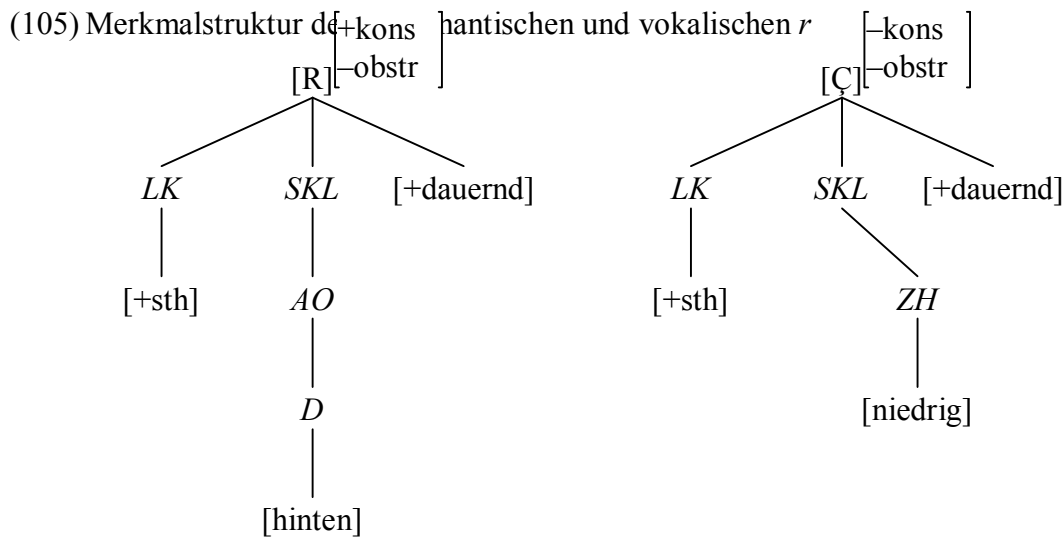 (105) Merkmalstruktur hantischen und vokalischen r
+kons –kons
–obstr –obstr
[R] [Ç]
LK SKL [+dauernd] LK SKL [+dauernd]
[+sth] AO [+sth] ZH
D [niedrig]
[hinten]